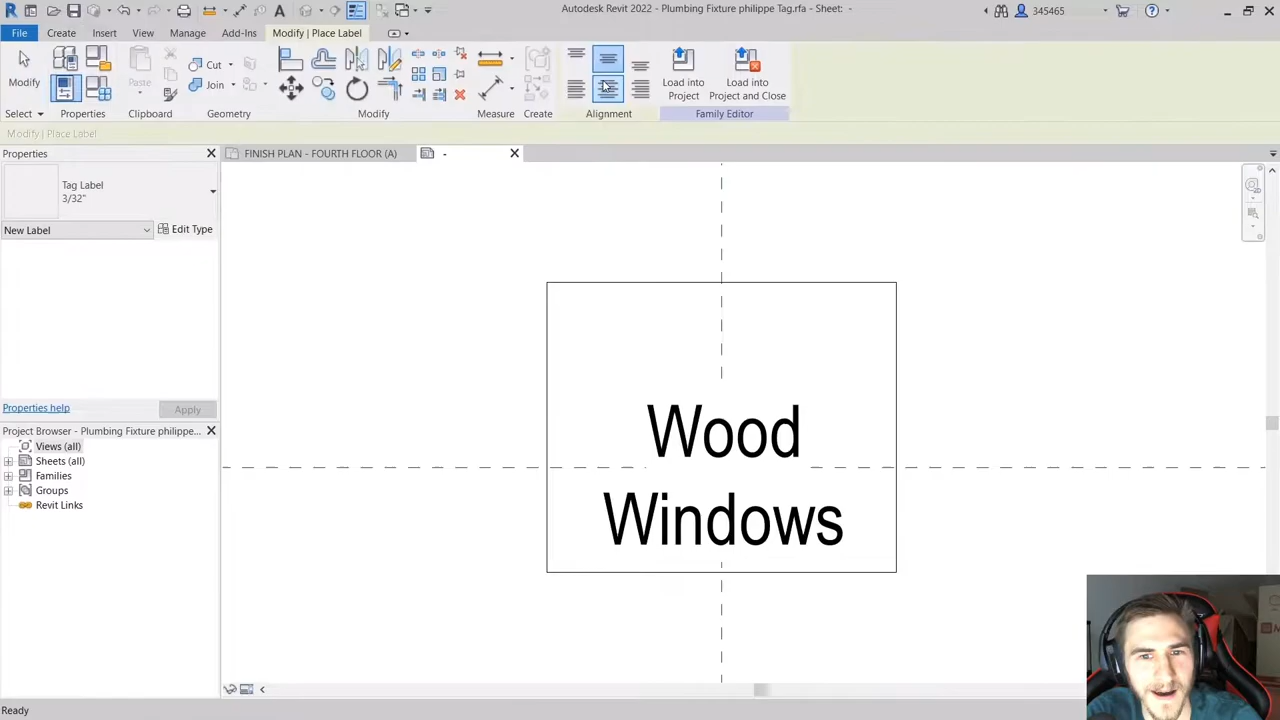 Autodesk Revit 2022 - Plumbing Fixture philippe Tag.rfa - Sheet: -
345465
File Create Insert View Manage Add-Ins Modify | Place Label
Modify
Paste
Cut
Join
Load into Project
Load into Project and Close
Select Properties Clipboard Geometry Modify Measure Create Alignment Family Editor
Modify | Place Label
Properties
FINISH PLAN - FOURTH FLOOR (A)
-
Tag Label
3/32"
New Label
Edit Type
Properties help
Apply
Project Browser - Plumbing Fixture philippe...
Views (all)
Sheets (all)
Families
Groups
Revit Links
Wood
Windows
Ready